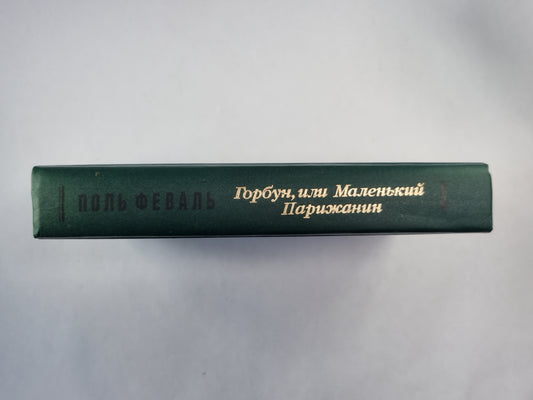 ПОЛЬ ФЕВАЛЬ
Горбун, или Маленький
Парижанин